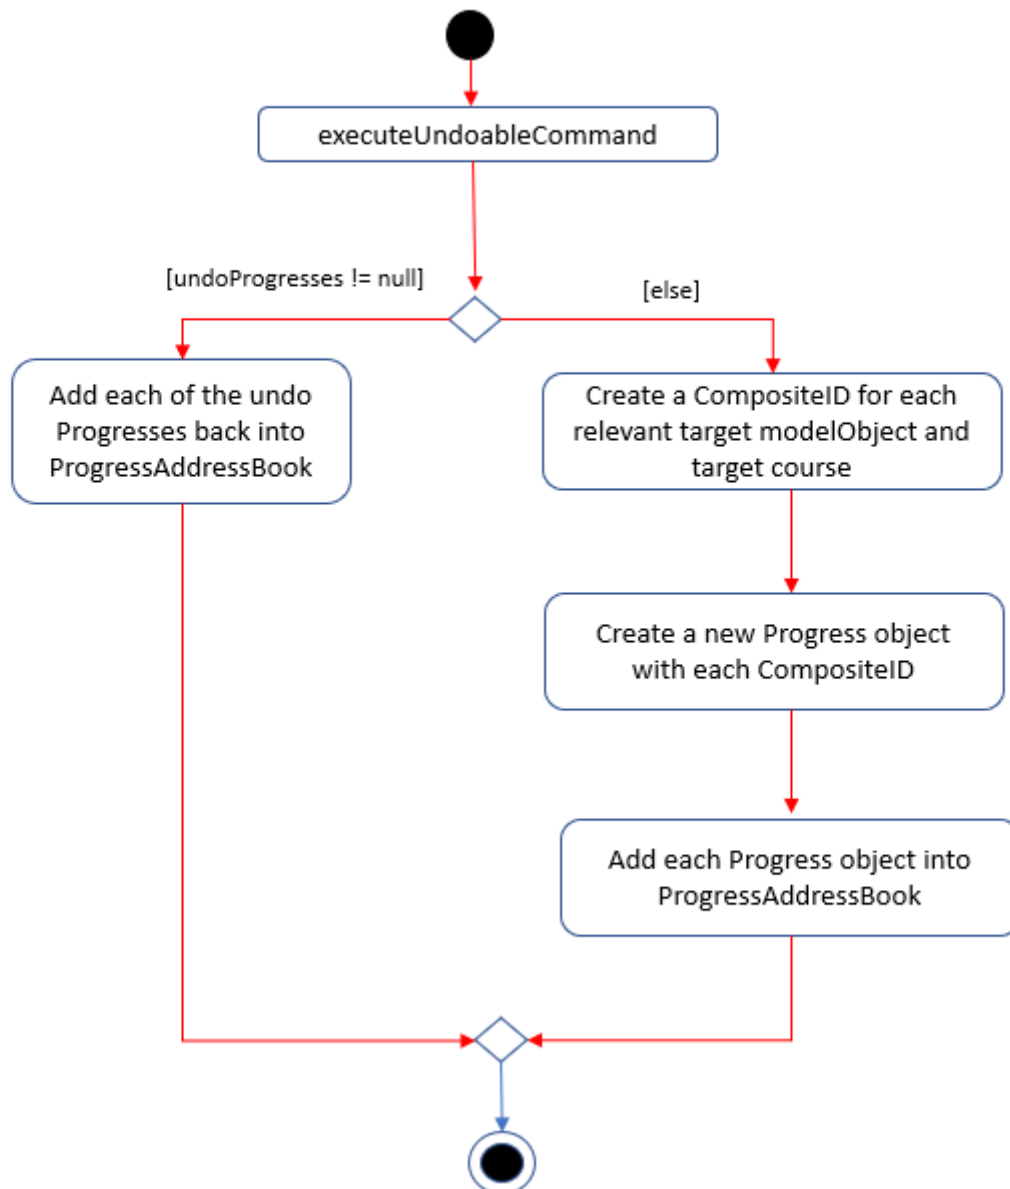 executeUndoableCommand
[undoProgresses != null]
[else]
Add each of the undo
Progresses back into
ProgressAddressBook
Create a CompositeID for each
relevant target modelObject and
target course
Create a new Progress object
with each CompositeID
Add each Progress object into
ProgressAddressBook